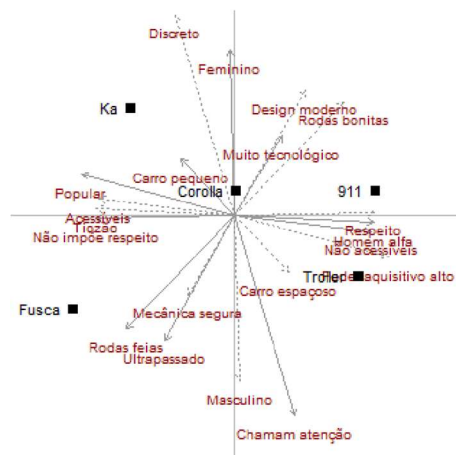 Discreto
Feminino
Design moderno
Ka
Rodas bonitas
Muito tecnológico
Carro pequeno
Popular
Corolla
911
Acessíveis
Tiozão
Respeito
Não impõe respeito
Homem alfa
Não acessíveis
Troller
Poder aquisitivo alto
Carro espaçoso
Fusca
Mecânica segura
Rodas feias
Ultrapassado
Masculino
Chamam atenção